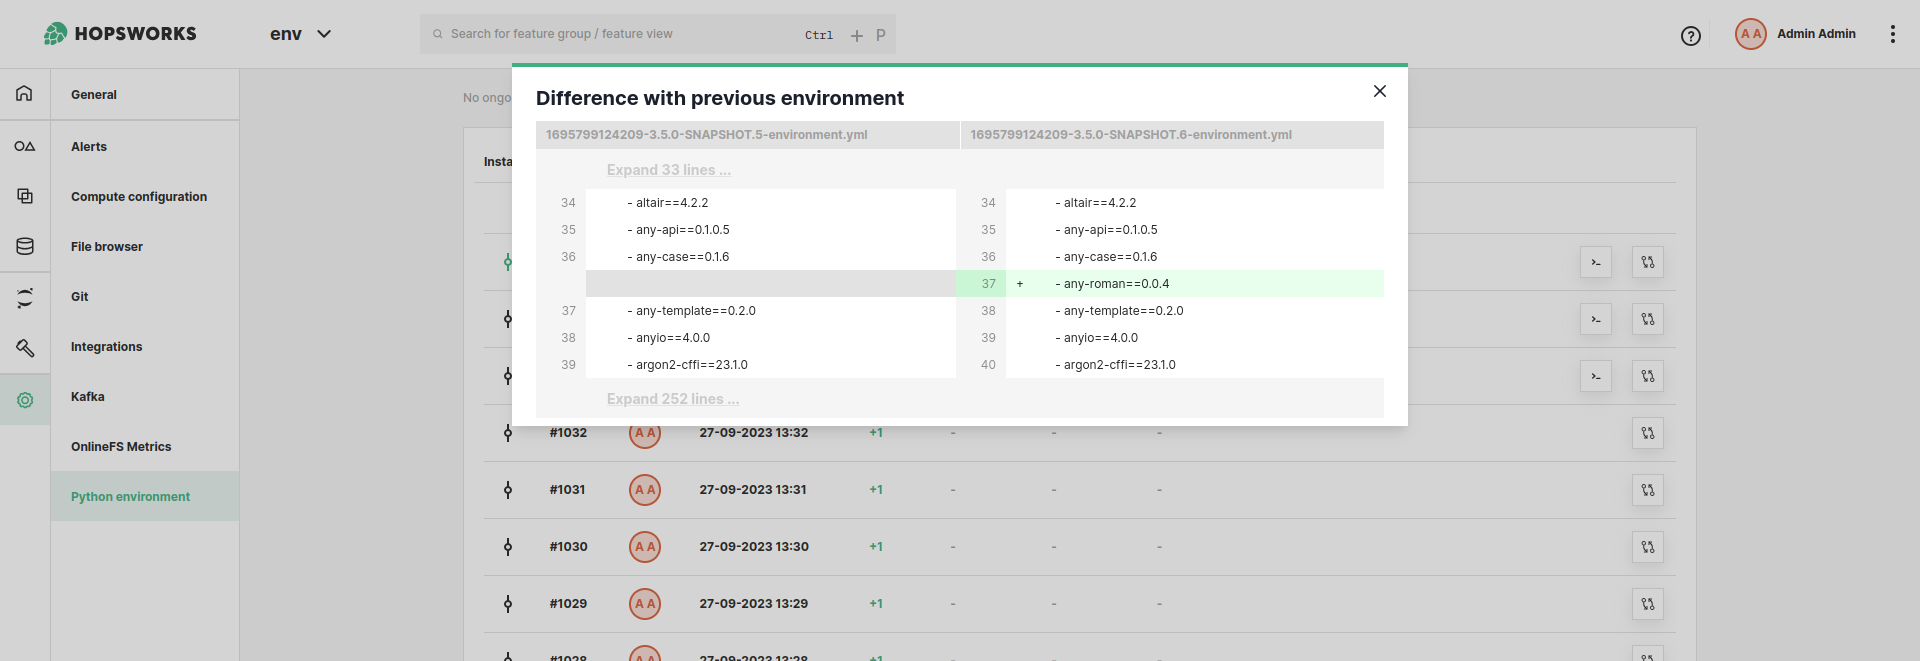 HOPSWORKS
env
Search for feature group / feature view
Ctrl + P
A A
Admin Admin
General
Alerts
Compute configuration
File browser
Git
Integrations
Kafka
OnlineFS Metrics
Python environment
No ongo
Insta
Difference with previous environment
1695799124209-3.5.0-SNAPSHOT.5-environment.yml
1695799124209-3.5.0-SNAPSHOT.6-environment.yml
Expand 33 lines ...
34 - altair==4.2.2 34 - altair==4.2.2
35 - any-api==0.1.0.5 35 - any-api==0.1.0.5
36 - any-case==0.1.6 36 - any-case==0.1.6
37 + - any-roman==0.0.4
37 - any-template==0.2.0 38 - any-template==0.2.0
38 - anyio==4.0.0 39 - anyio==4.0.0
39 - argon2-cffi==23.1.0 40 - argon2-cffi==23.1.0
Expand 252 lines ...
#1032 A A 27-09-2023 13:32 +1 - - -
#1031 A A 27-09-2023 13:31 +1 - - -
#1030 A A 27-09-2023 13:30 +1 - - -
#1029 A A 27-09-2023 13:29 +1 - - -
#1028 A A 27-09-2023 13:28 +1 - - -